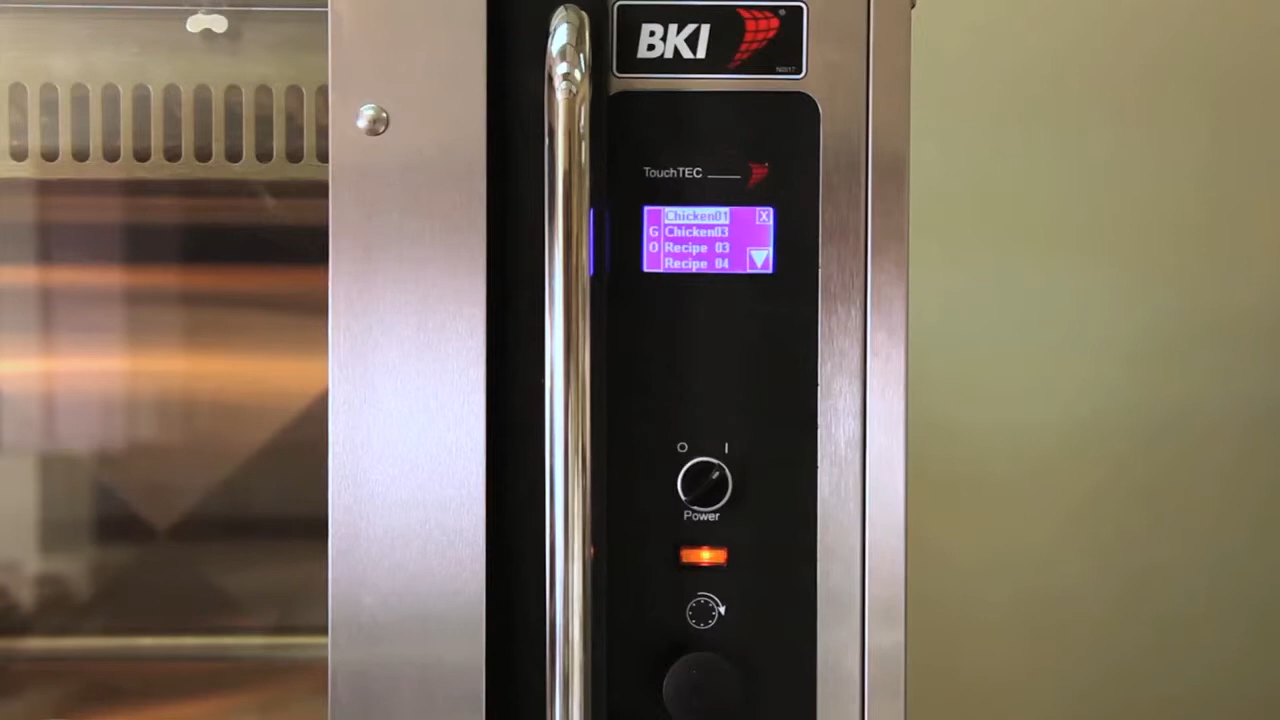 BKI
TouchTEC
Chicken01 X
G Chicken03
O Recipe 03
Recipe 04
O I
Power